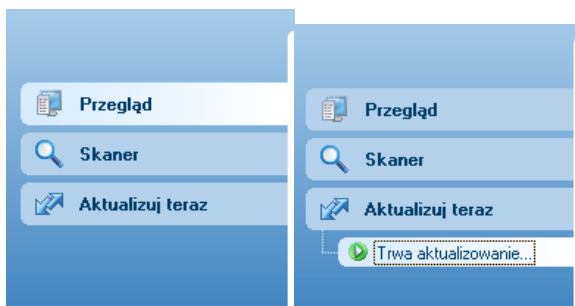 Przegląd
Skaner
Aktualizuj teraz
Przegląd
Skaner
Aktualizuj teraz
Trwa aktualizowanie...